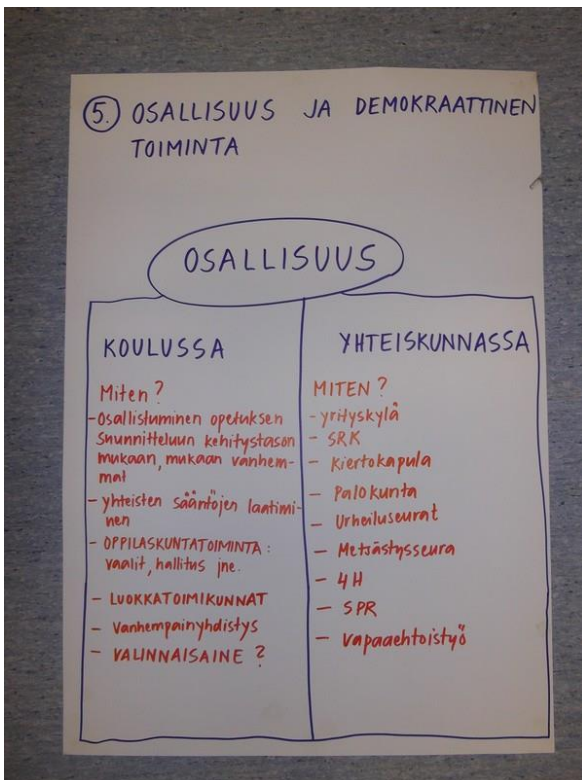 5. OSALLISUUS JA DEMOKRAATTINEN
TOIMINTA
OSALLISUUS
KOULUSSA
Miten?
- Osallistuminen opetuksen
suunnitteluun kehitystason
mukaan, mukaan vanhem-
mat
- yhteisten sääntöjen laatimi-
nen
- OPPILASKUNTATOIMINTA:
vaalit, hallitus jne.
- LUOKKATOIMIKUNNAT
- Vanhempainyhdistys
- VALINNAISAINE?
YHTEISKUNNASSA
MITEN?
- yrityskylä
- SRK
- Kiertokapula
- Palokunta
- Urheiluseurat
- Metsästysseura
- 4H
- SPR
- vapaaehtoistyö